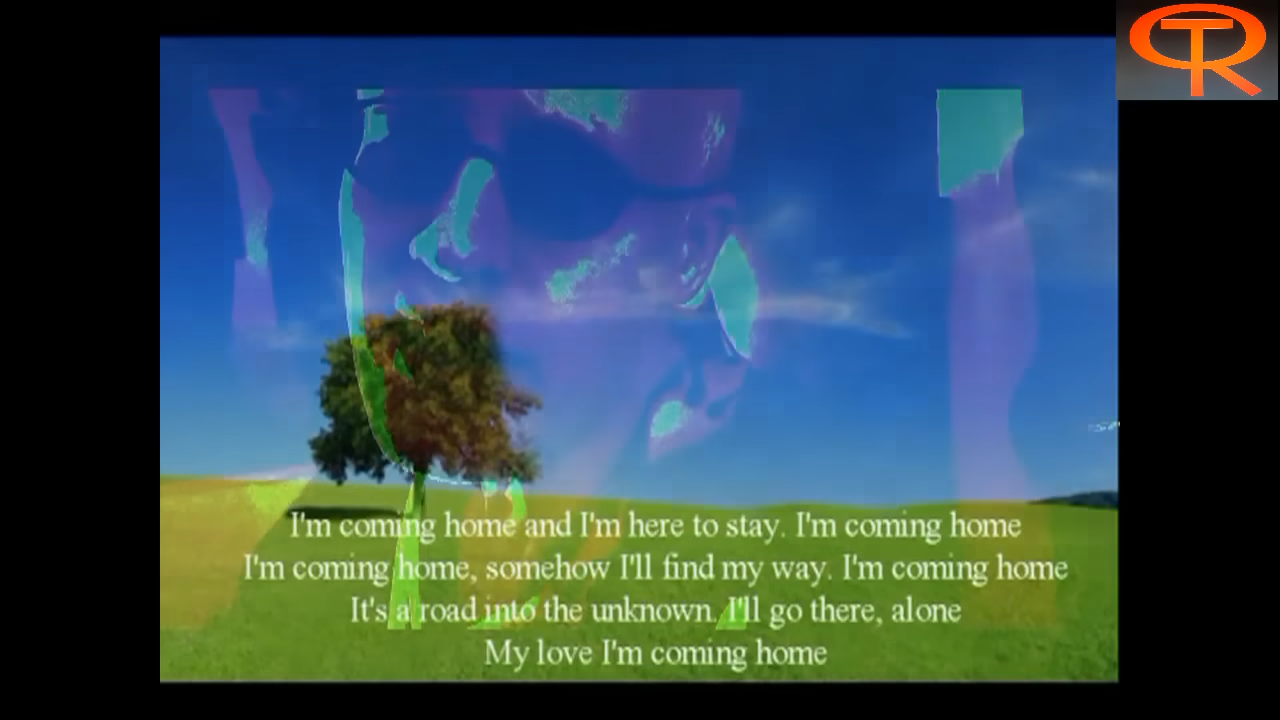 TR
I'm coming home and I'm here to stay. I'm coming home
I'm coming home, somehow I'll find my way. I'm coming home
It's a road into the unknown. I'll go there, alone
My love I'm coming home